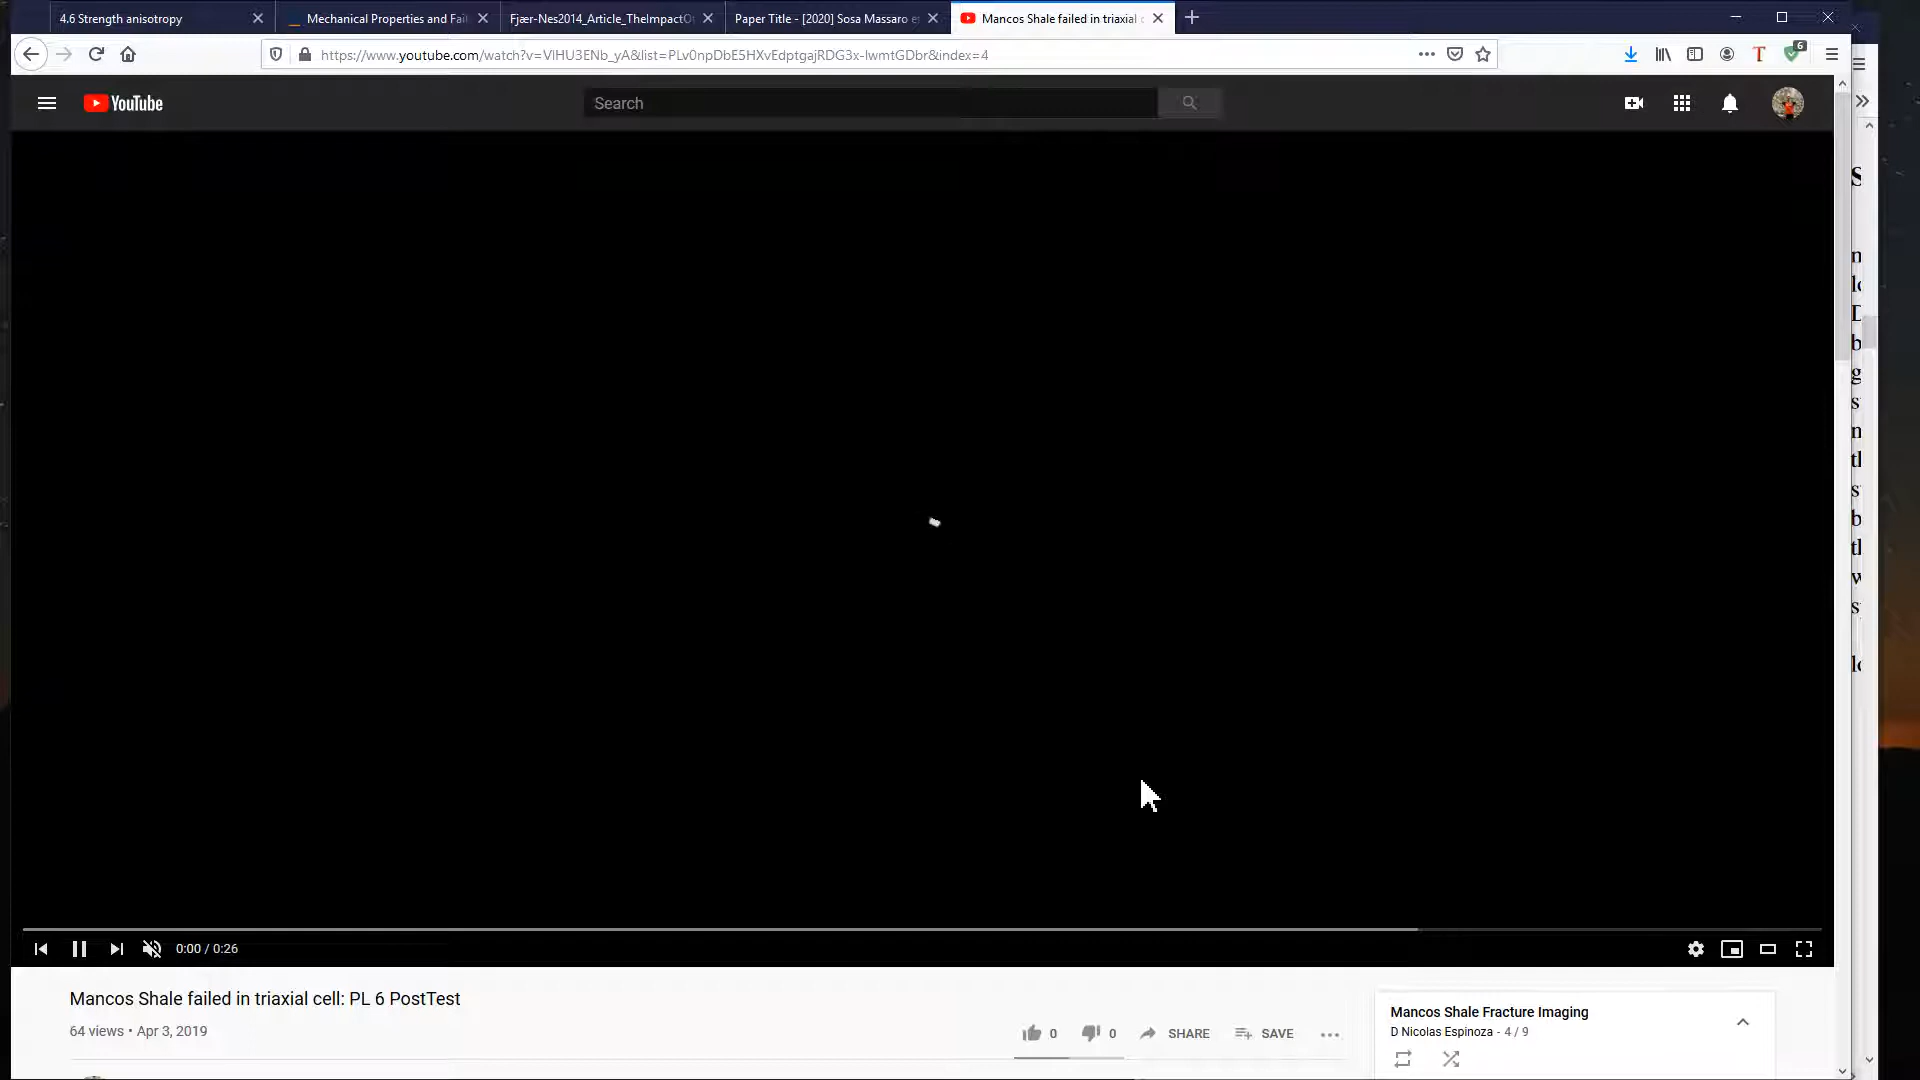 4.6 Strength anisotropy
Mechanical Properties and Fail
Fjær-Nes2014_Article_TheImpactO
Paper Title - [2020] Sosa Massaro e
Mancos Shale failed in triaxial c
https://www.youtube.com/watch?v=VlHU3ENb_yA&list=PLv0npDbE5HXvEdptgajRDG3x-lwmtGDbr&index=4
6
YouTube
Search
0:00 / 0:26
Mancos Shale failed in triaxial cell: PL 6 PostTest
64 views • Apr 3, 2019
0
0
SHARE
SAVE
Mancos Shale Fracture Imaging
D Nicolas Espinoza - 4 / 9